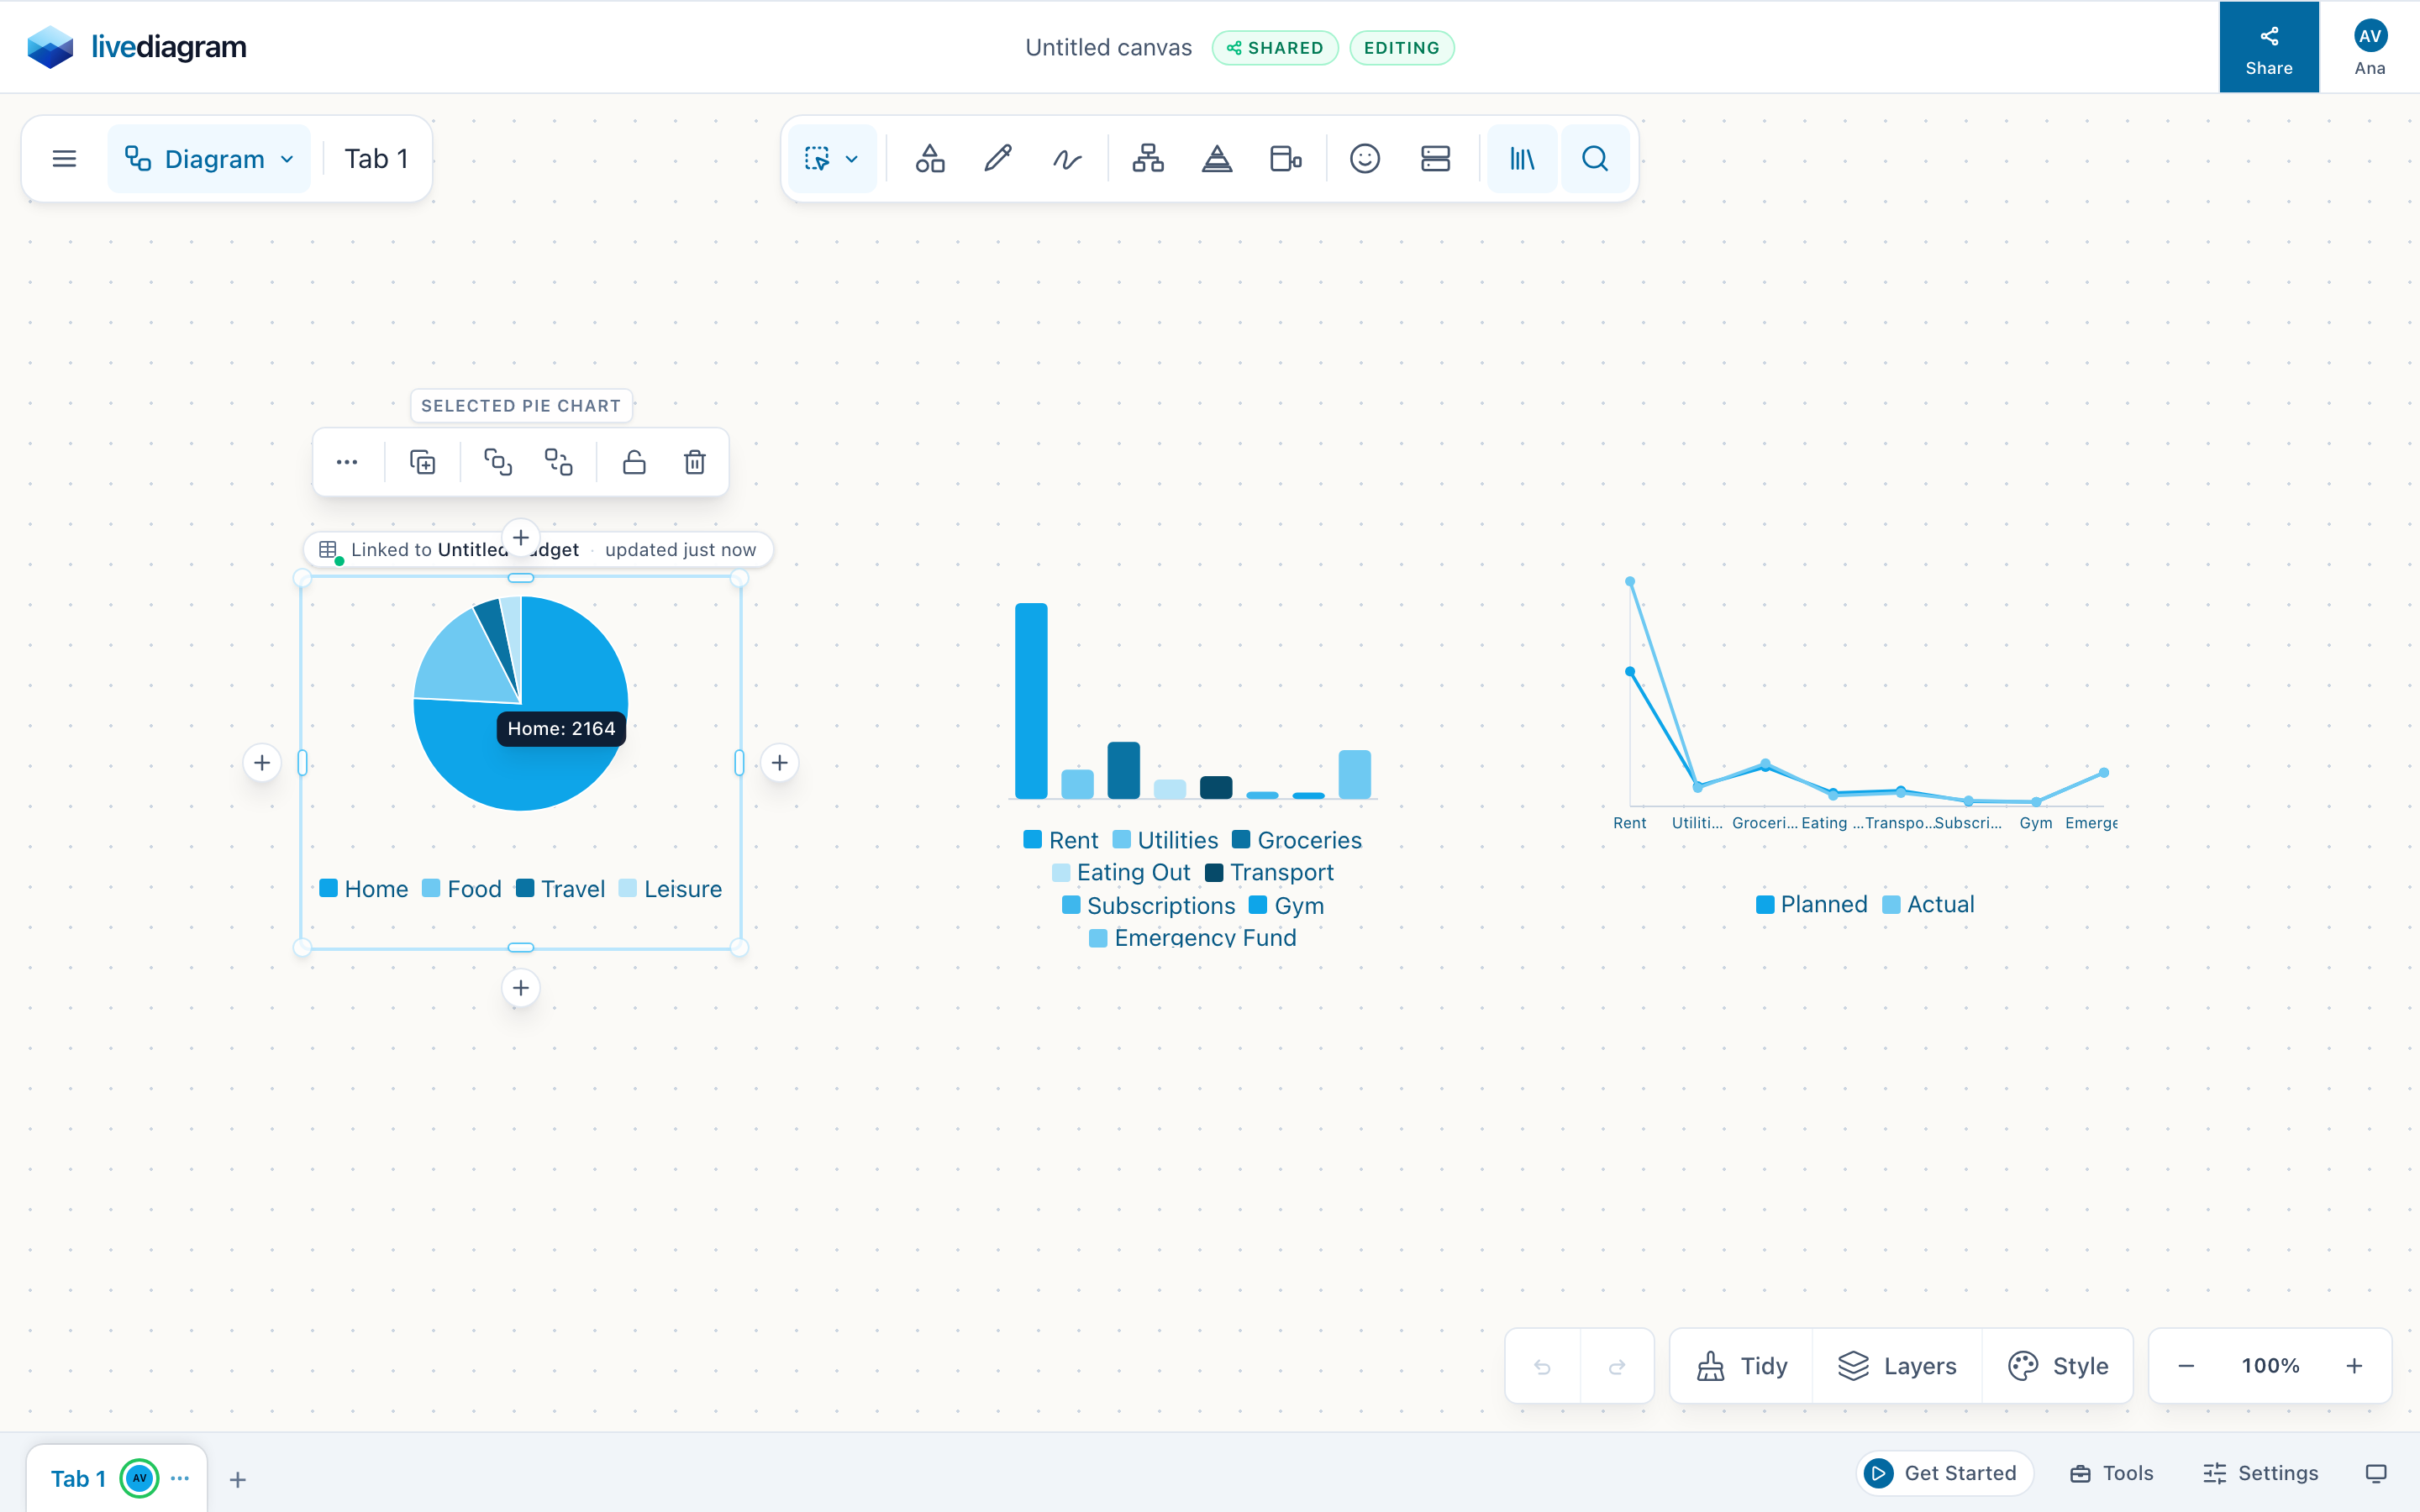 livediagram
Untitled canvas
SHARED
EDITING
Share
AV
Ana
Diagram
Tab 1
SELECTED PIE CHART
Linked to Untitled dget · updated just now
Home: 2164
Home Food Travel Leisure
Rent Utilities Groceries
Eating Out Transport
Subscriptions Gym
Emergency Fund
Rent Utiliti... Groceri... Eating ... Transpo... Subscri... Gym Emerge
Planned Actual
Tidy
Layers
Style
100%
Tab 1
AV
Get Started
Tools
Settings